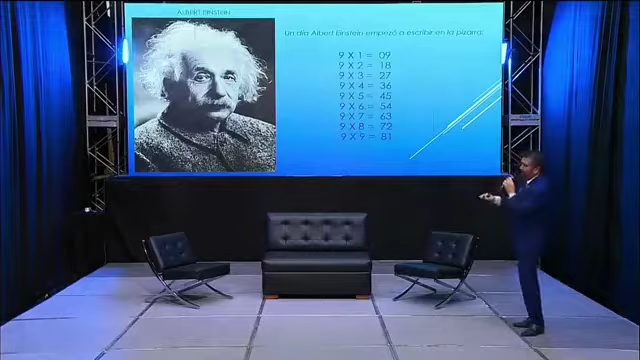 ALBERT EINSTEIN
Un día Albert Einstein empezó a escribir en la pizarra:
9 X 1 = 09
9 X 2 = 18
9 X 3 = 27
9 X 4 = 36
9 X 5 = 45
9 X 6 = 54
9 X 7 = 63
9 X 8 = 72
9 X 9 = 81